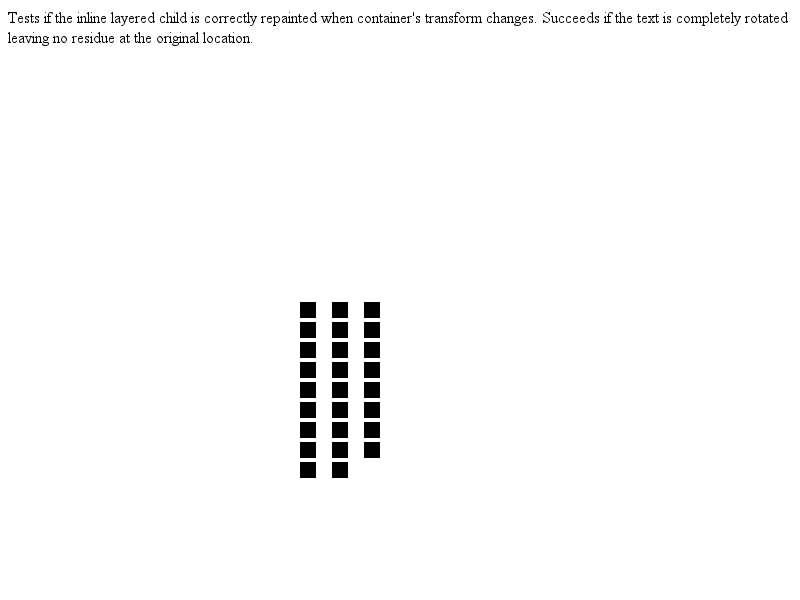 Tests if the inline layered child is correctly repainted when container's transform changes. Succeeds if the text is completely rotated
leaving no residue at the original location.